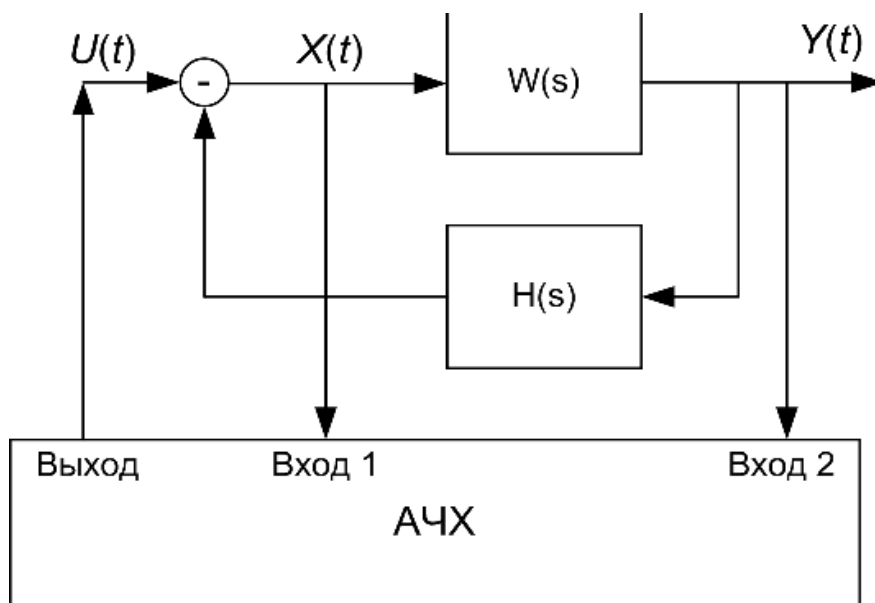 U(t)
-
X(t)
W(s)
Y(t)
H(s)
Выход
Вход 1
Вход 2
АЧХ